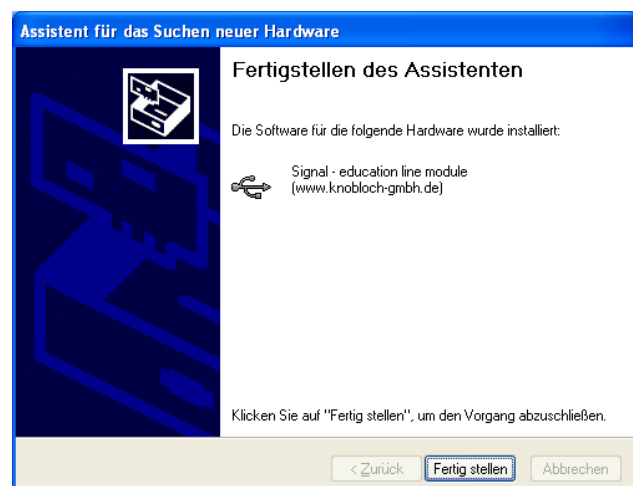 Assistent für das Suchen neuer Hardware
Fertigstellen des Assistenten
Die Software für die folgende Hardware wurde installiert:
Signal - education line module
(www.knobloch-gmbh.de)
Klicken Sie auf "Fertig stellen", um den Vorgang abzuschließen.
< Zurück Fertig stellen Abbrechen